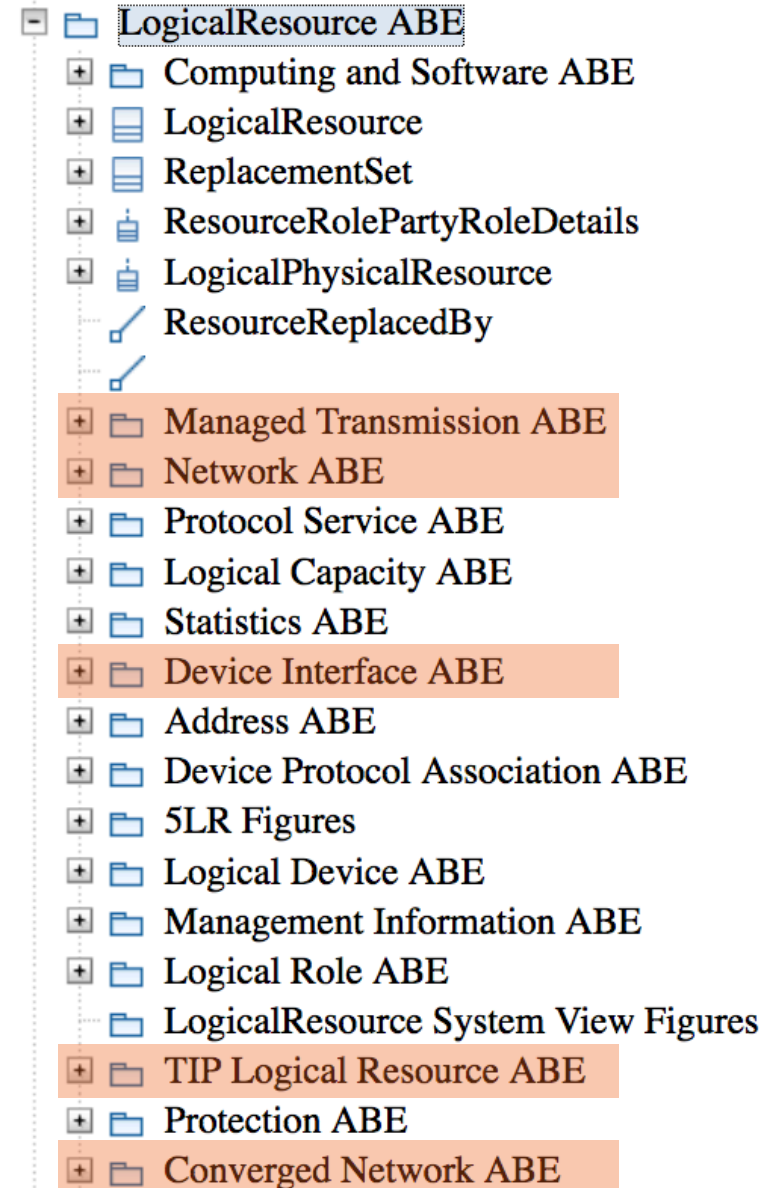 LogicalResource ABE
Computing and Software ABE
LogicalResource
ReplacementSet
ResourceRolePartyRoleDetails
LogicalPhysicalResource
ResourceReplacedBy
Managed Transmission ABE
Network ABE
Protocol Service ABE
Logical Capacity ABE
Statistics ABE
Device Interface ABE
Address ABE
Device Protocol Association ABE
5LR Figures
Logical Device ABE
Management Information ABE
Logical Role ABE
LogicalResource System View Figures
TIP Logical Resource ABE
Protection ABE
Converged Network ABE